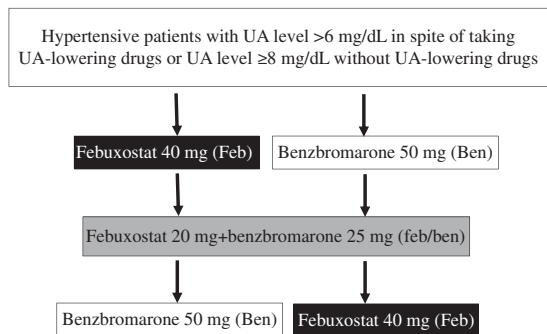 Hypertensive patients with UA level >6 mg/dL in spite of taking
UA-lowering drugs or UA level ≥8 mg/dL without UA-lowering drugs
Febuxostat 40 mg (Feb)
Benzbromarone 50 mg (Ben)
Febuxostat 20 mg+benzbromarone 25 mg (feb/ben)
Benzbromarone 50 mg (Ben)
Febuxostat 40 mg (Feb)